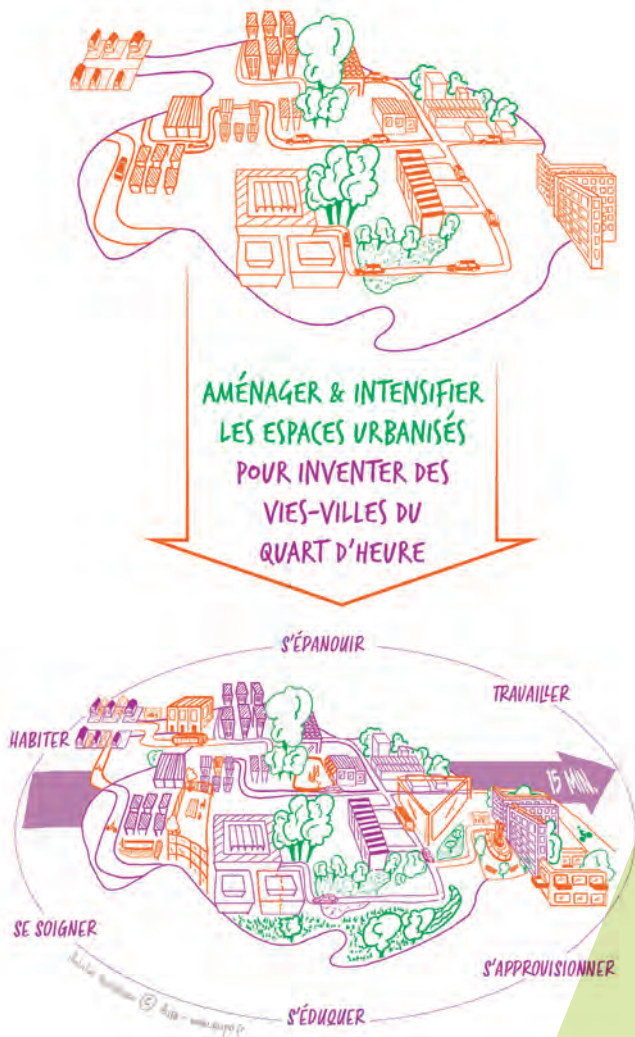 AMÉNAGER & INTENSIFIER
LES ESPACES URBANISÉS
POUR INVENTER DES
VIES-VILLES DU
QUART D'HEURE
S'ÉPANOUIR
TRAVAILLER
HABITER
15 MIN.
SE SOIGNER
S'APPROVISIONNER
S'ÉDUQUER